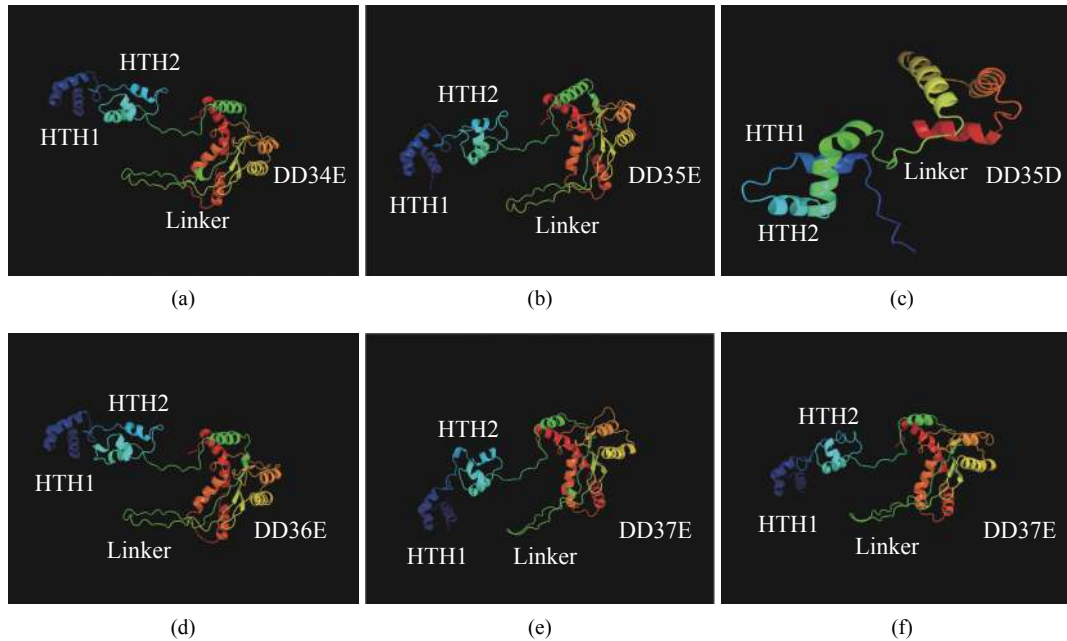 HTH2
HTH1
DD34E
Linker
(a)
HTH2
HTH1
DD35E
Linker
(b)
HTH1
Linker
DD35D
HTH2
(c)
HTH2
HTH1
DD36E
Linker
(d)
HTH2
HTH1
Linker
DD37E
(e)
HTH2
HTH1
DD37E
Linker
(f)